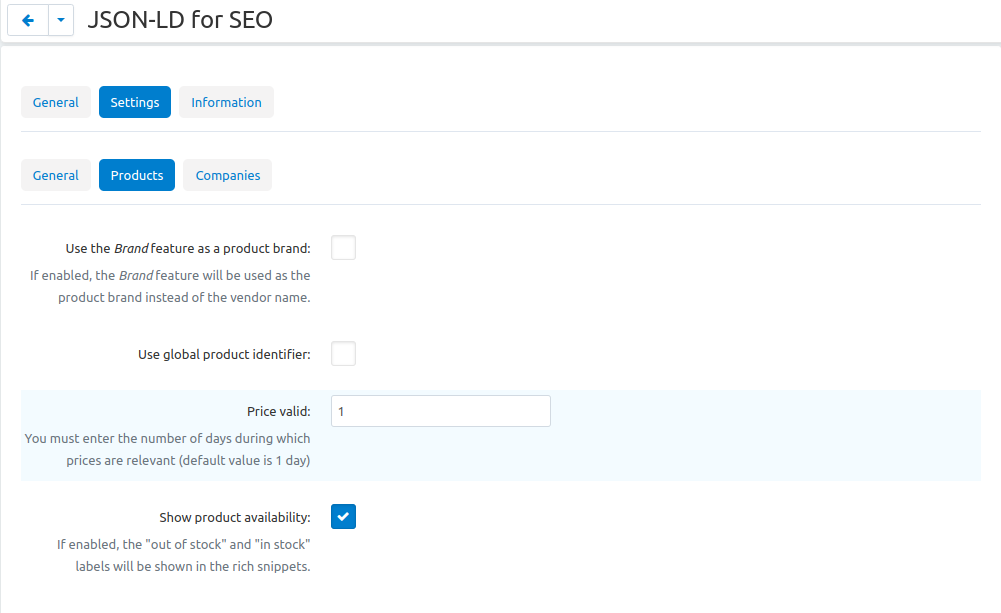 JSON-LD for SEO
General Settings Information
General Products Companies
Use the Brand feature as a product brand:
If enabled, the Brand feature will be used as the
product brand instead of the vendor name.
Use global product identifier:
Price valid: 1
You must enter the number of days during which
prices are relevant (default value is 1 day)
Show product availability:
If enabled, the "out of stock" and "in stock"
labels will be shown in the rich snippets.